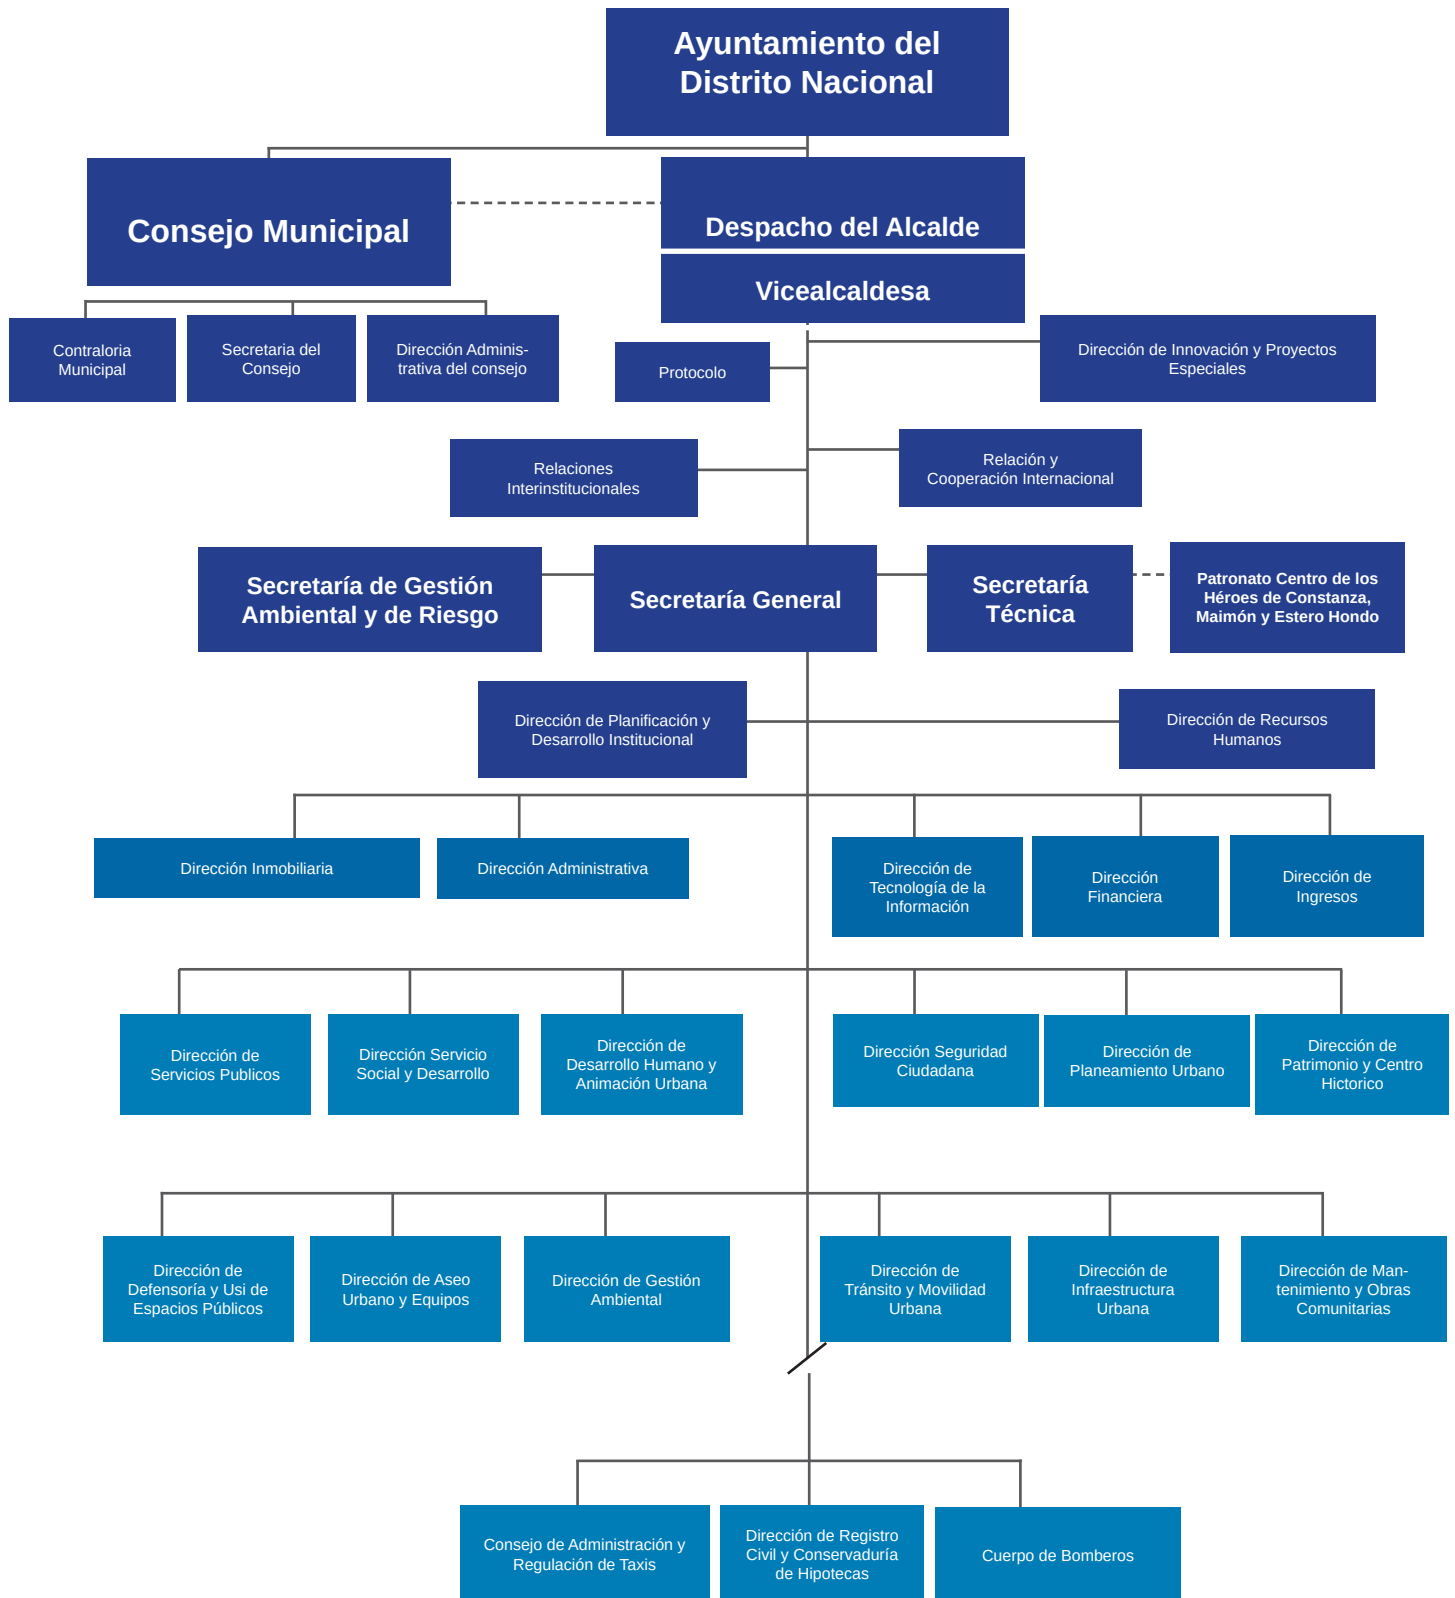 Ayuntamiento del
Distrito Nacional
Consejo Municipal
Despacho del Alcalde
Vicealcaldesa
Contraloria
Municipal
Secretaria del
Consejo
Dirección Adminis-
trativa del consejo
Protocolo
Dirección de Innovación y Proyectos
Especiales
Relaciones
Interinstitucionales
Relación y
Cooperación Internacional
Secretaría de Gestión
Ambiental y de Riesgo
Secretaría General
Secretaría
Técnica
Patronato Centro de los
Héroes de Constanza,
Maimón y Estero Hondo
Dirección de Planificación y
Desarrollo Institucional
Dirección de Recursos
Humanos
Dirección Inmobiliaria
Dirección Administrativa
Dirección de
Tecnología de la
Información
Dirección
Financiera
Dirección de
Ingresos
Dirección de
Servicios Publicos
Dirección Servicio
Social y Desarrollo
Dirección de
Desarrollo Humano y
Animación Urbana
Dirección Seguridad
Ciudadana
Dirección de
Planeamiento Urbano
Dirección de
Patrimonio y Centro
Hictorico
Dirección de
Defensoría y Usi de
Espacios Públicos
Dirección de Aseo
Urbano y Equipos
Dirección de Gestión
Ambiental
Dirección de
Tránsito y Movilidad
Urbana
Dirección de
Infraestructura
Urbana
Dirección de Man-
tenimiento y Obras
Comunitarias
Consejo de Administración y
Regulación de Taxis
Dirección de Registro
Civil y Conservaduría
de Hipotecas
Cuerpo de Bomberos